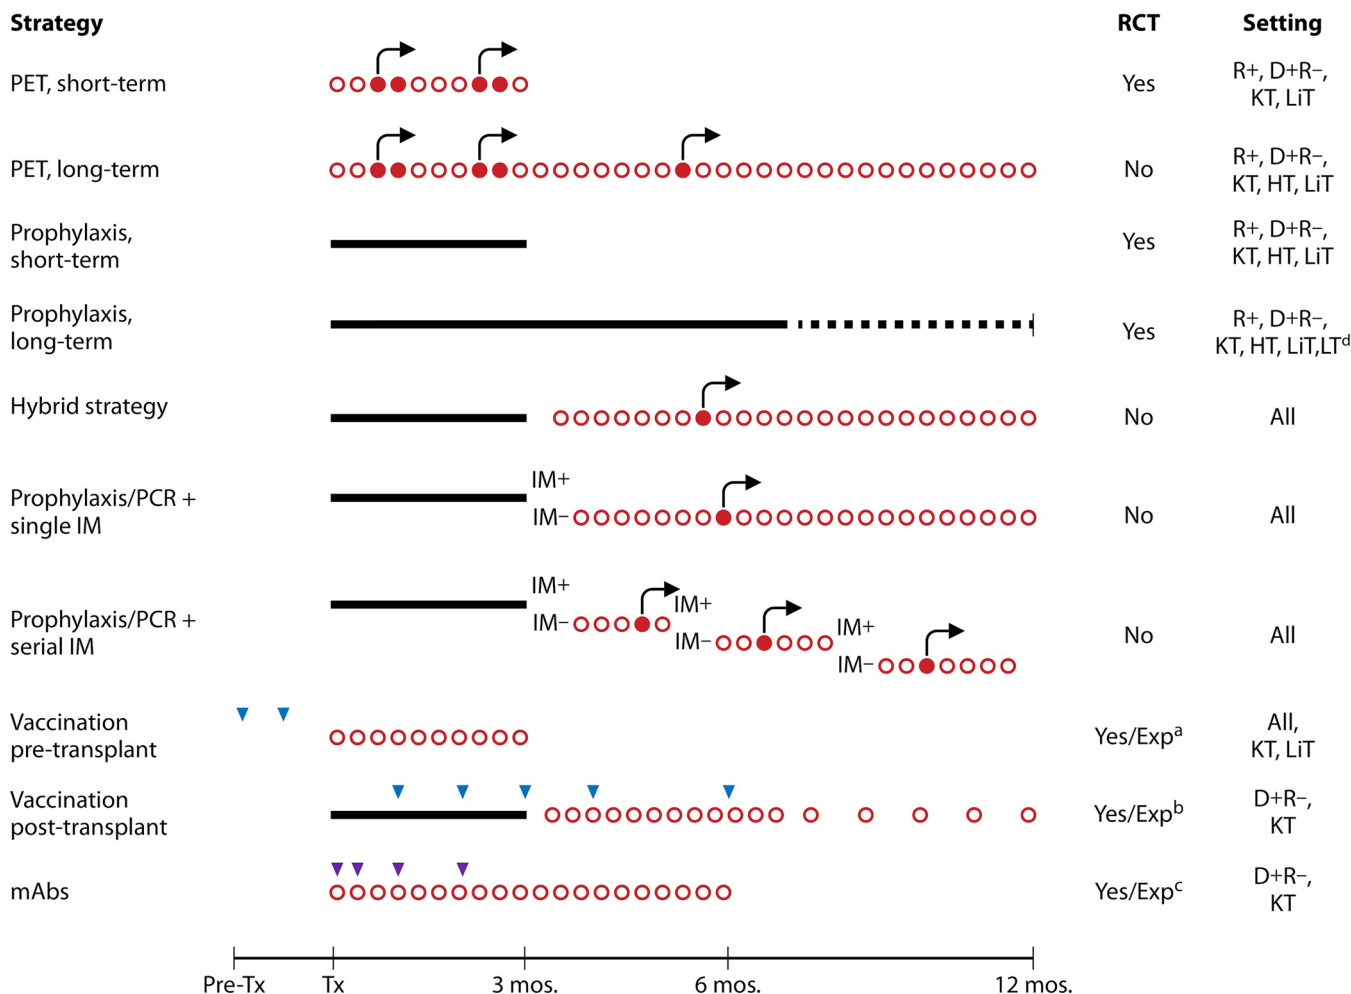 Strategy RCT Setting
PET, short-term Yes R+, D+R–,
KT, LiT
PET, long-term No R+, D+R–,
KT, HT, LiT
Prophylaxis,
short-term Yes R+, D+R–,
KT, HT, LiT
Prophylaxis,
long-term Yes R+, D+R–,
KT, HT, LiT,LTd
Hybrid strategy No All
Prophylaxis/PCR +
single IM IM+
IM– No All
Prophylaxis/PCR +
serial IM IM+
IM– IM+
IM– IM+
IM– No All
Vaccination
pre-transplant Yes/Expa All,
KT, LiT
Vaccination
post-transplant Yes/Expb D+R–,
KT
mAbs Yes/Expc D+R–,
KT
Pre-Tx Tx 3 mos. 6 mos. 12 mos.